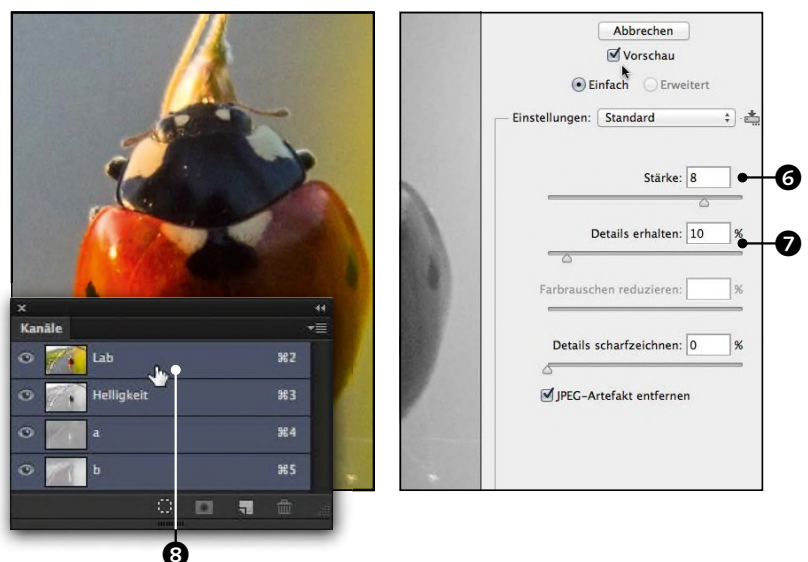 Kanäle
Lab ⌘2
Helligkeit ⌘3
a ⌘4
b ⌘5
8
Abbrechen
Vorschau
Einfach Erweitert
Einstellungen: Standard
Stärke: 8 6
Details erhalten: 10 % 7
Farbrauschen reduzieren: %
Details scharfzeichnen: 0 %
JPEG-Artefakt entfernen